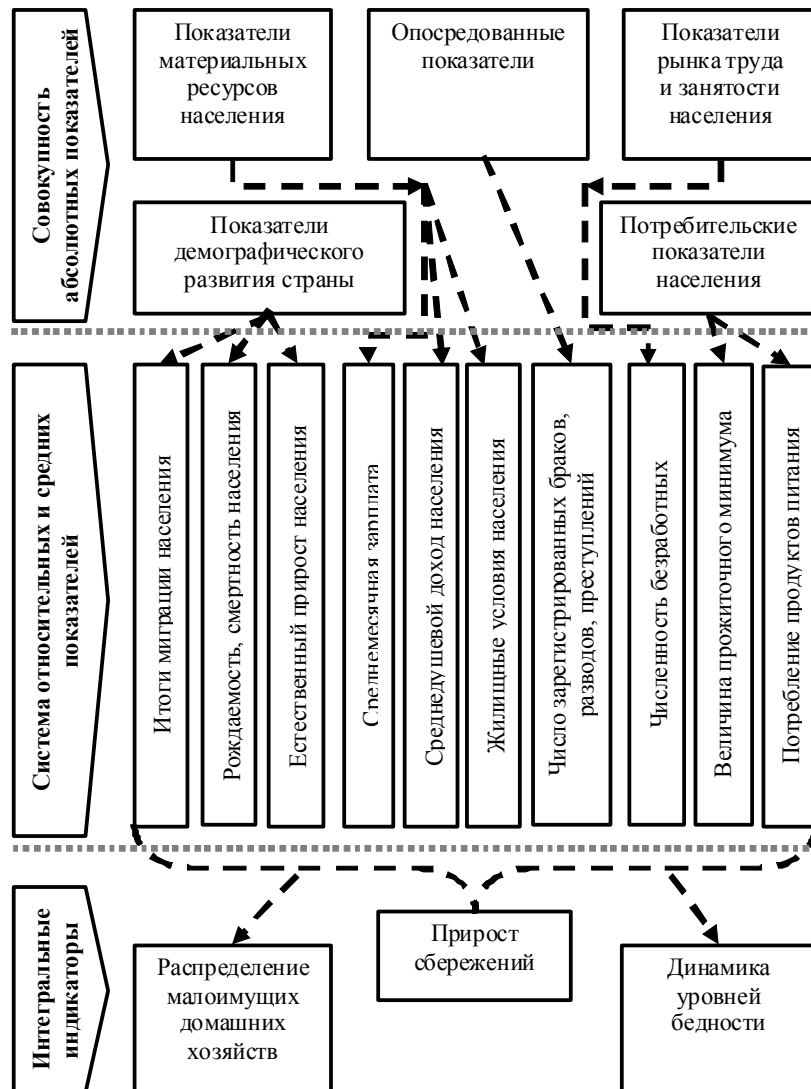 Совокупность
абсолютных показателей
Показатели
материальных
ресурсов
населения
Опосредованные
показатели
Показатели
рынка труда
и занятости
населения
Показатели
демографического
развития страны
Потребительские
показатели
населения
Система относительных и средних
показателей
Итоги миграции населения
Рождаемость, смертность населения
Естественный прирост населения
Среднемесячная зарплата
Среднедушевой доход населения
Жилищные условия населения
Число зарегистрированных браков,
разводов, преступлений
Численность безработных
Величина прожиточного минимума
Потребление продуктов питания
Интегральные
индикаторы
Распределение
малоимущих
домашних
хозяйств
Прирост
сбережений
Динамика
уровней
бедности